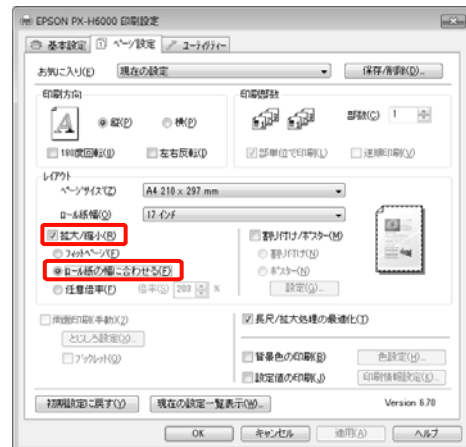 EPSON PX-H6000 印刷設定
基本設定 ページ設定 ユーティリティー
お気に入り(E) 現在の設定 保存/削除(D)...
印刷方向 印刷部数
A 縦(P) 横(P) 部数(C) 1
180度回転(0) 左右反転(I) 部単位で印刷(L) 逆順印刷(V)
レイアウト
ページサイズ(Z) A4 210 x 297 mm
ロール紙幅(O) 17 インチ
拡大/縮小(R) 割り付け/ポスター(M)
フィットページ(F) 割り付け(T)
ロール紙の幅に合わせる(F) ポスター(N)
任意倍率(F) 倍率(S) 203 % 設定(G)...
両面印刷(手動)(X) 長尺/拡大処理の最適化(T)
とじしろ設定(X)...
ブックレット(Q) 背景色の印刷(B) 色設定(H)...
設定値の印刷(J) 印刷情報設定(K)...
初期設定に戻す(Y) 現在の設定一覧表示(W)... Version 6.70
OK キャンセル 適用(A) ヘルプ